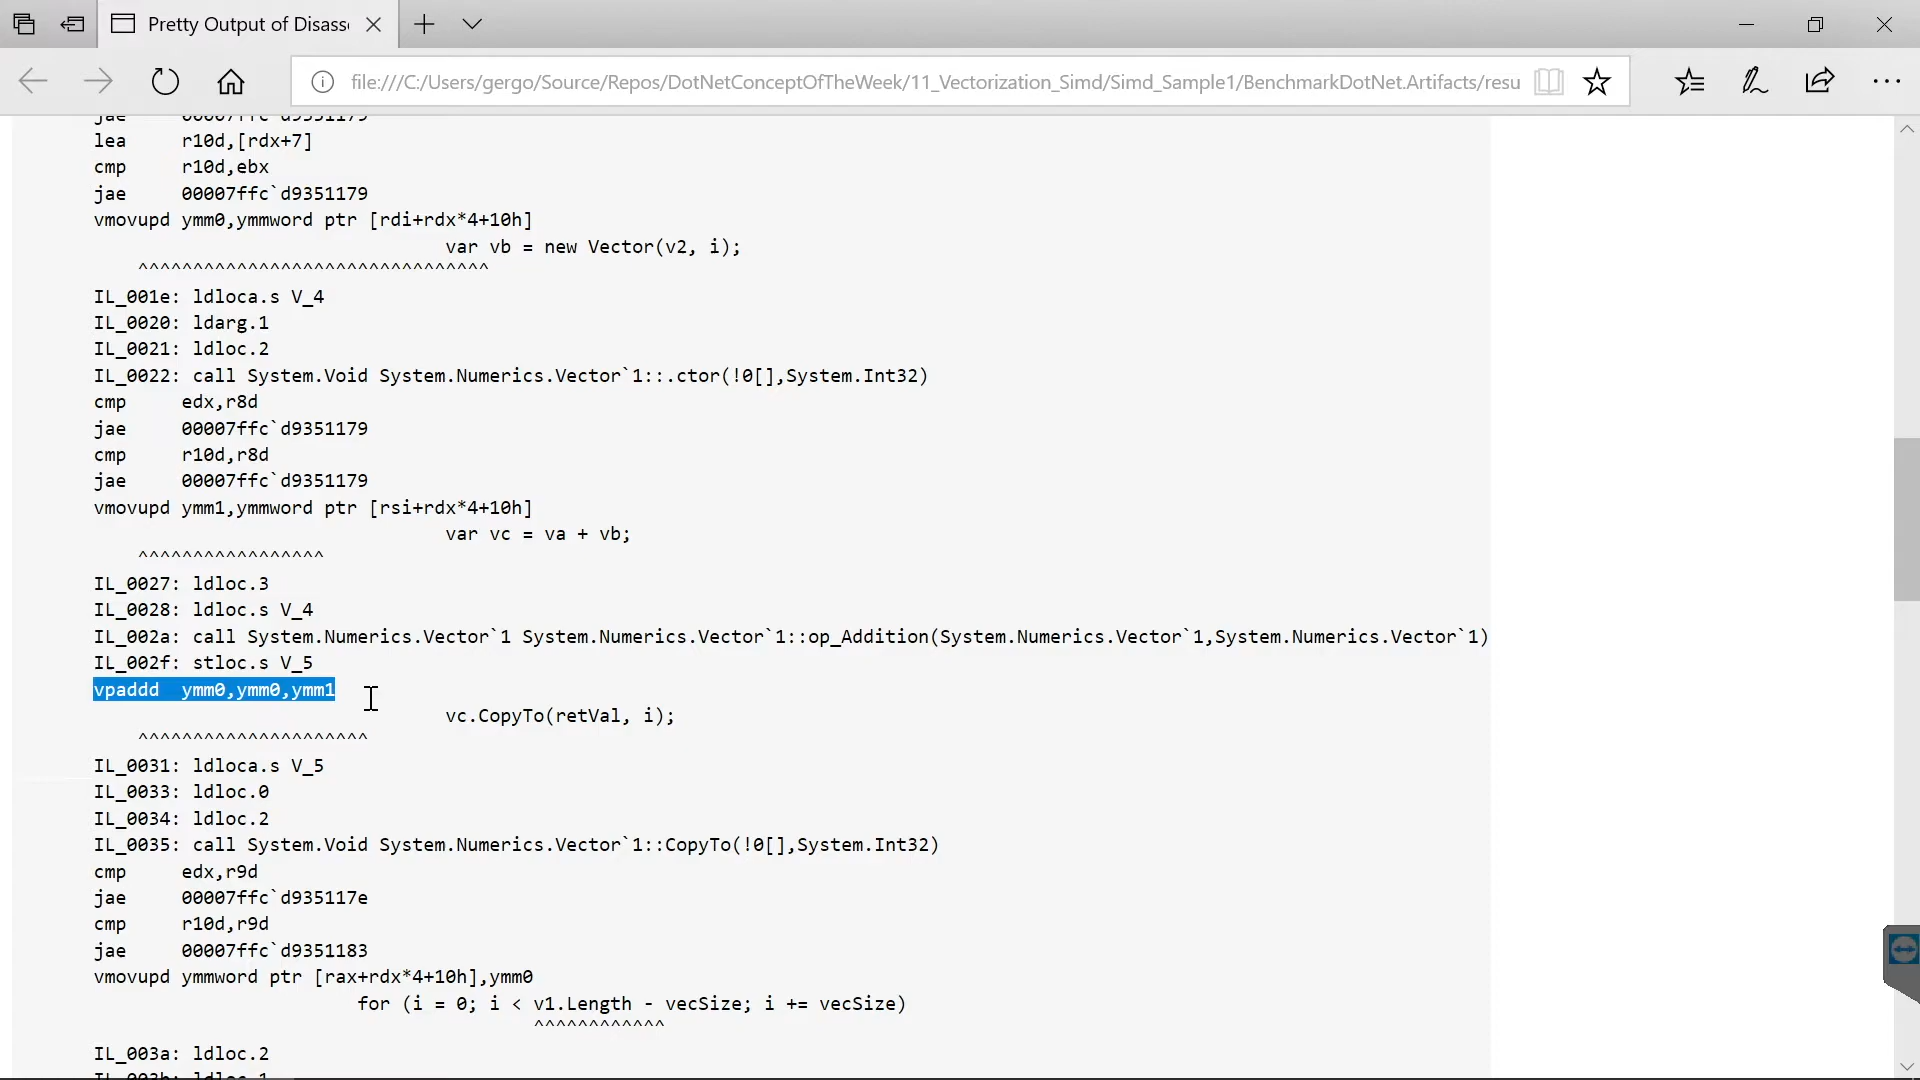 Pretty Output of Disass
file:///C:/Users/gergo/Source/Repos/DotNetConceptOfTheWeek/11_Vectorization_Simd/Simd_Sample1/BenchmarkDotNet.Artifacts/resu
jae 00007ffc`d9351179
lea r10d,[rdx+7]
cmp r10d,ebx
jae 00007ffc`d9351179
vmovupd ymm0,ymmword ptr [rdi+rdx*4+10h]
var vb = new Vector(v2, i);
^^^^^^^^^^^^^^^^^^^^^^^^^^^^^^^^
IL_001e: ldloca.s V_4
IL_0020: ldarg.1
IL_0021: ldloc.2
IL_0022: call System.Void System.Numerics.Vector`1::.ctor(!0[],System.Int32)
cmp edx,r8d
jae 00007ffc`d9351179
cmp r10d,r8d
jae 00007ffc`d9351179
vmovupd ymm1,ymmword ptr [rsi+rdx*4+10h]
var vc = va + vb;
^^^^^^^^^^^^^^^^^
IL_0027: ldloc.3
IL_0028: ldloc.s V_4
IL_002a: call System.Numerics.Vector`1 System.Numerics.Vector`1::op_Addition(System.Numerics.Vector`1,System.Numerics.Vector`1)
IL_002f: stloc.s V_5
vpaddd ymm0,ymm0,ymm1
vc.CopyTo(retVal, i);
^^^^^^^^^^^^^^^^^^^^^
IL_0031: ldloca.s V_5
IL_0033: ldloc.0
IL_0034: ldloc.2
IL_0035: call System.Void System.Numerics.Vector`1::CopyTo(!0[],System.Int32)
cmp edx,r9d
jae 00007ffc`d935117e
cmp r10d,r9d
jae 00007ffc`d9351183
vmovupd ymmword ptr [rax+rdx*4+10h],ymm0
for (i = 0; i < v1.Length - vecSize; i += vecSize)
^^^^^^^^^^^^
IL_003a: ldloc.2
IL_003b: ldloc.1